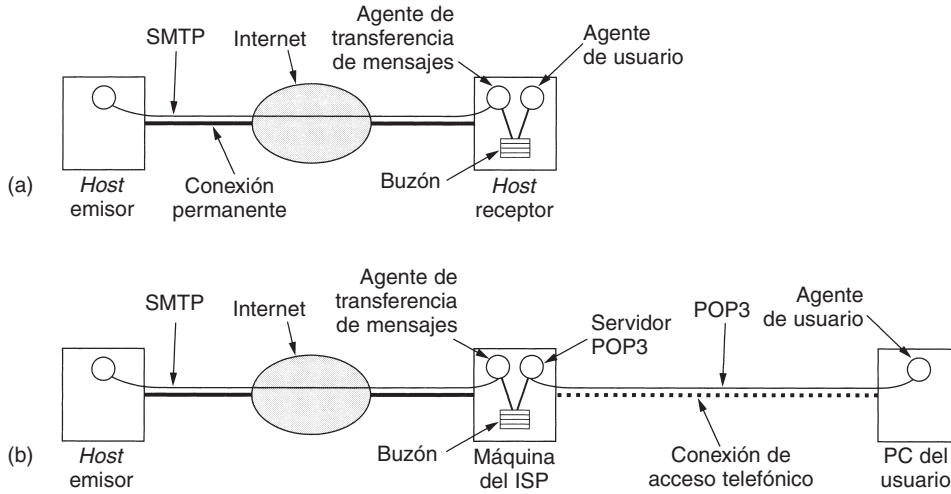 SMTP
Internet
Agente de
transferencia
de mensajes
Agente
de usuario
(a)
Host
emisor
Conexión
permanente
Buzón
Host
receptor
SMTP
Internet
Agente de
transferencia
de mensajes
Servidor
POP3
POP3
Agente
de usuario
(b)
Host
emisor
Buzón
Máquina
del ISP
Conexión de
acceso telefónico
PC del
usuario